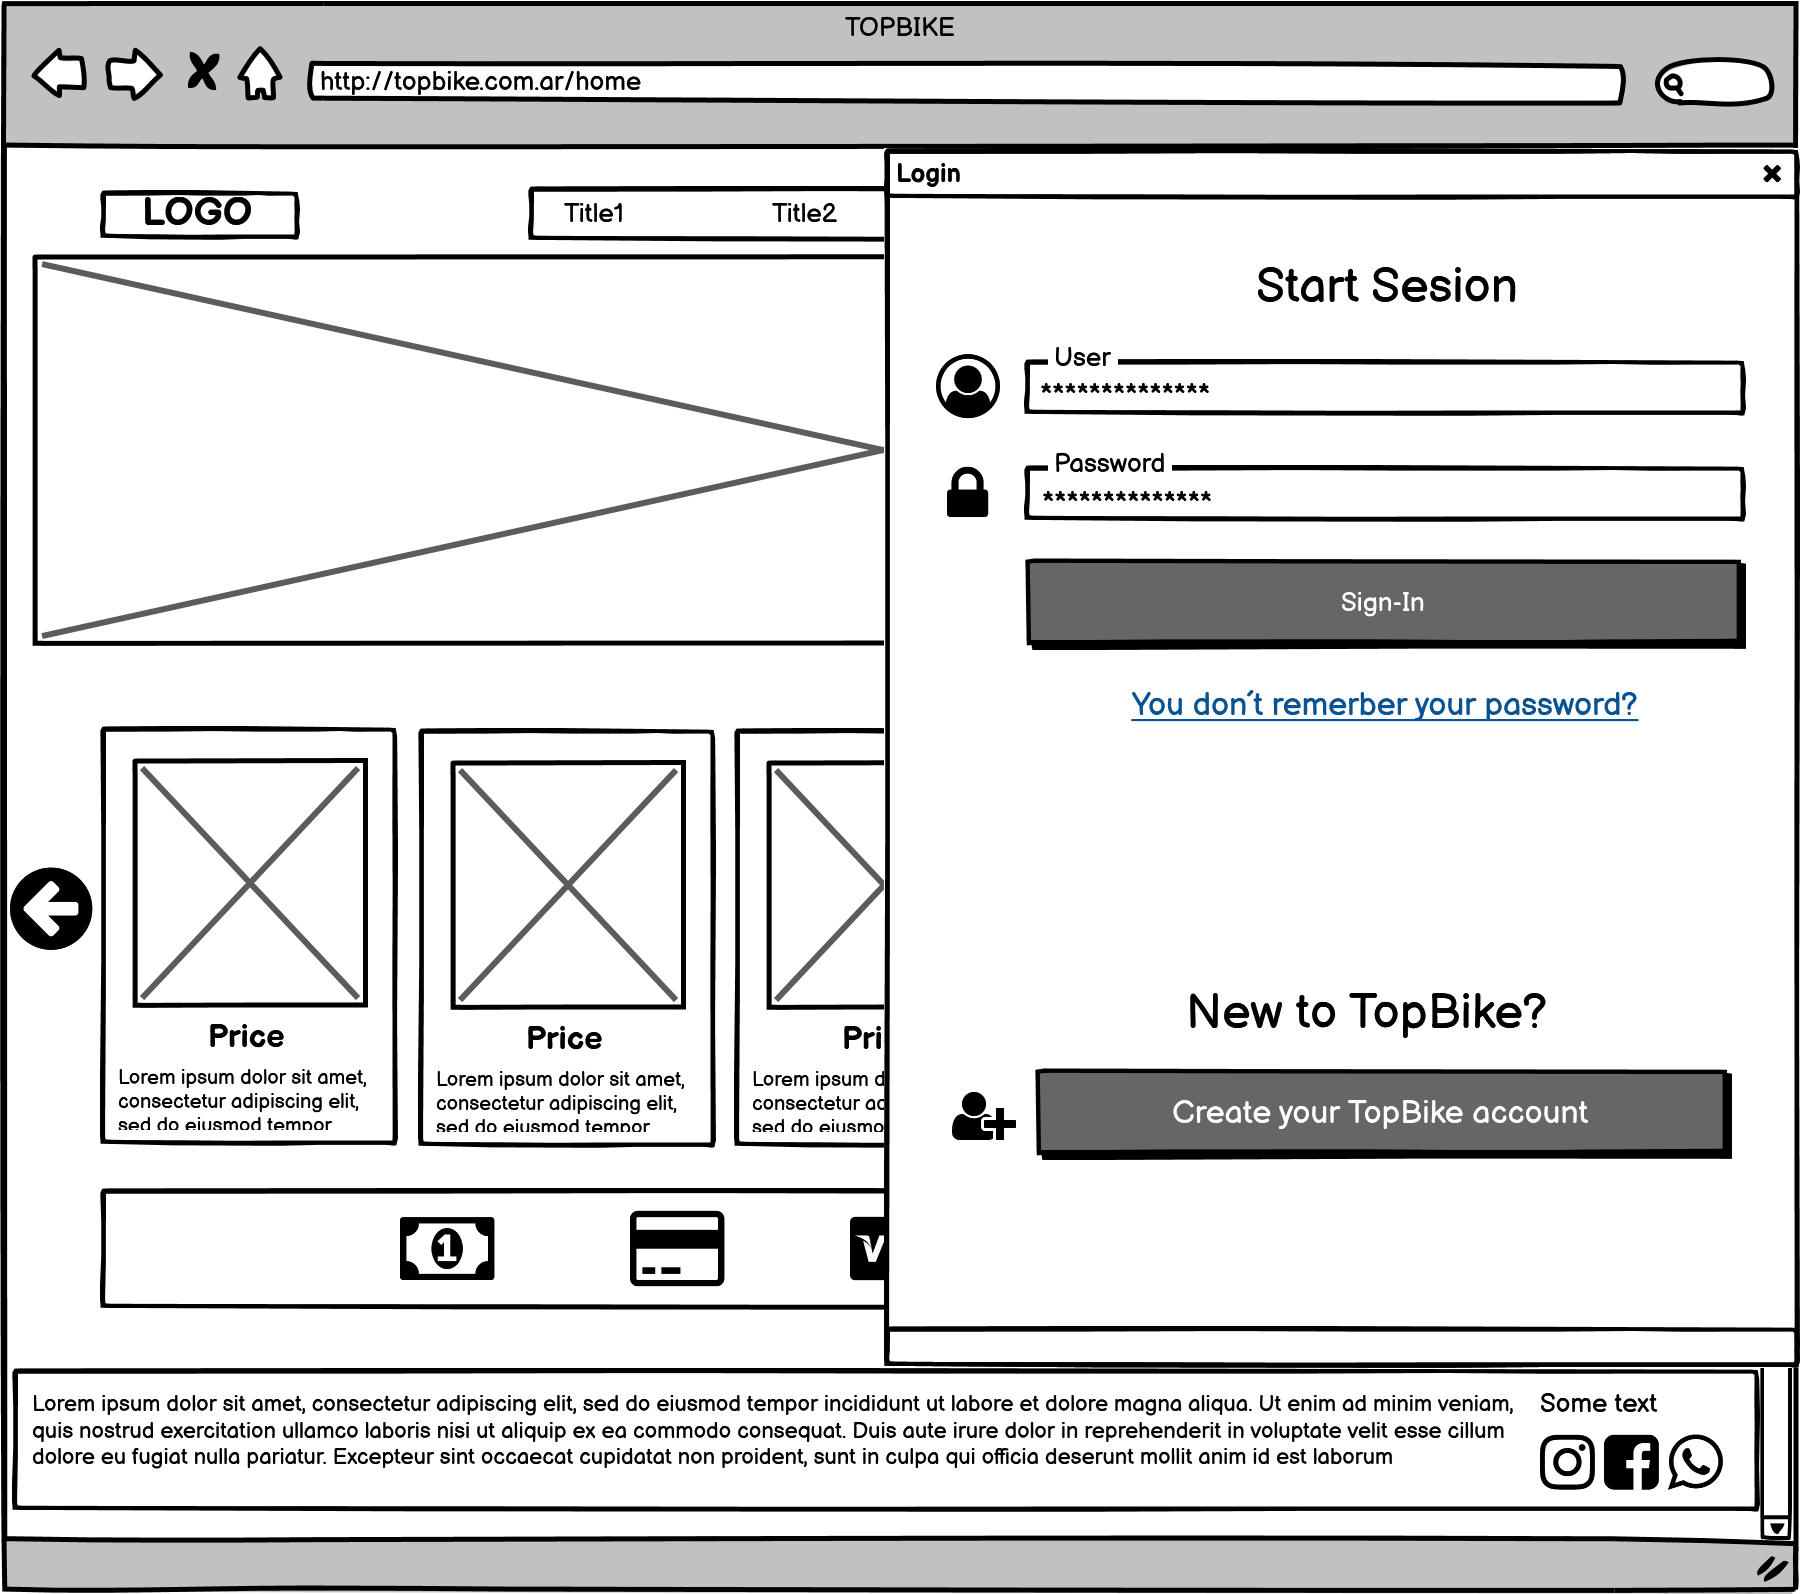 TOPBIKE
http://topbike.com.ar/home
Login
LOGO
Title1
Title2
Start Sesion
User
**************
Password
**************
Sign-In
You don´t remerber your password?
Price
Lorem ipsum dolor sit amet,
consectetur adipiscing elit,
sed do eiusmod tempor
Price
Lorem ipsum dolor sit amet,
consectetur adipiscing elit,
sed do eiusmod tempor
Pri
Lorem ipsum d
consectetur ad
sed do eiusmod
New to TopBike?
Create your TopBike account
1
V
Lorem ipsum dolor sit amet, consectetur adipiscing elit, sed do eiusmod tempor incididunt ut labore et dolore magna aliqua. Ut enim ad minim veniam,
quis nostrud exercitation ullamco laboris nisi ut aliquip ex ea commodo consequat. Duis aute irure dolor in reprehenderit in voluptate velit esse cillum
dolore eu fugiat nulla pariatur. Excepteur sint occaecat cupidatat non proident, sunt in culpa qui officia deserunt mollit anim id est laborum
Some text